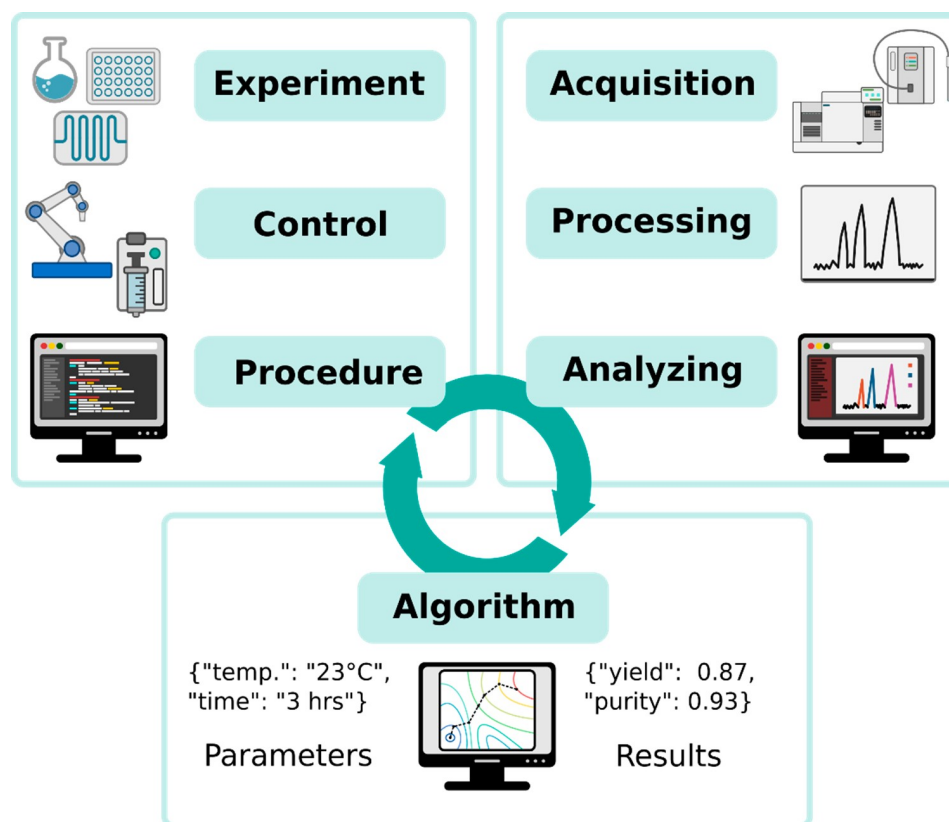 Experiment
Control
Procedure
Acquisition
Processing
Analyzing
Algorithm
{"temp.": "23°C",
"time": "3 hrs"}
Parameters
{"yield":  0.87,
"purity": 0.93}
Results